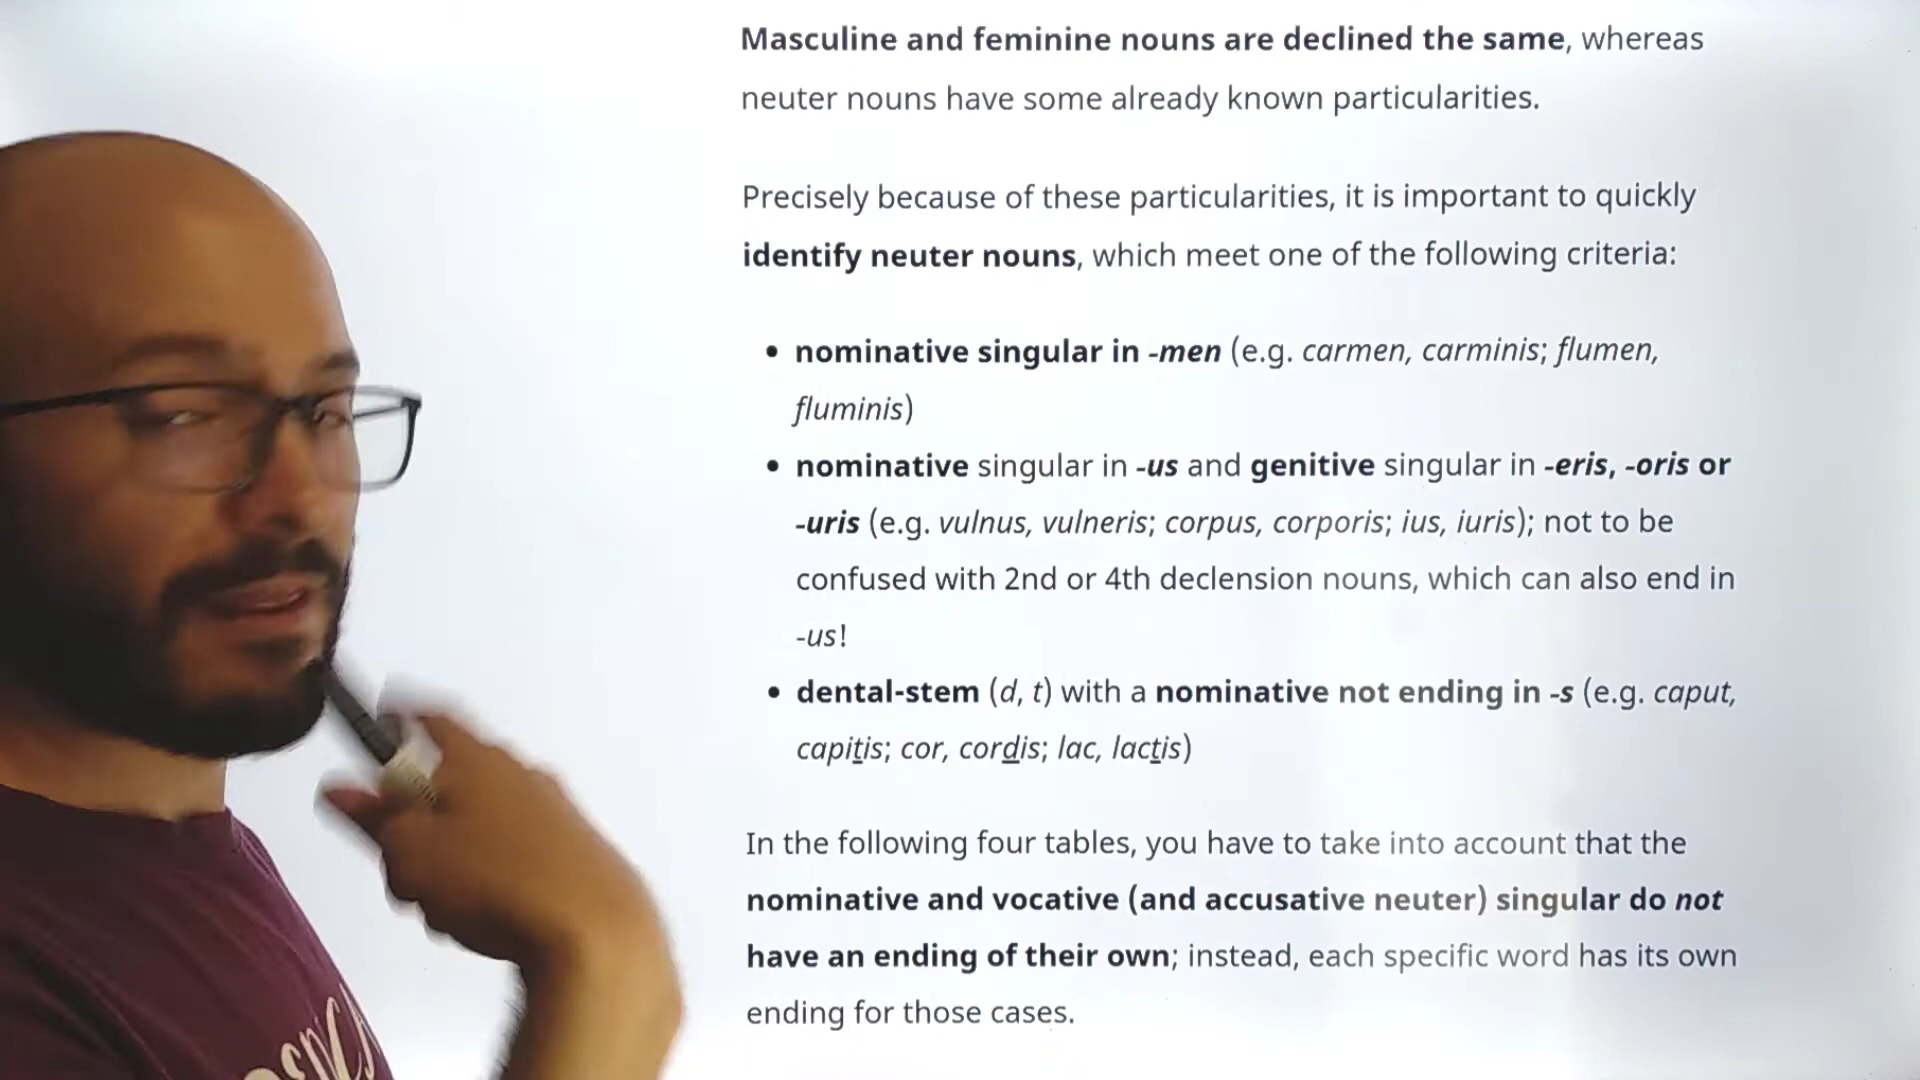 Masculine and feminine nouns are declined the same, whereas
neuter nouns have some already known particularities.
Precisely because of these particularities, it is important to quickly
identify neuter nouns, which meet one of the following criteria:
• nominative singular in -men (e.g. carmen, carminis; flumen,
fluminis)
• nominative singular in -us and genitive singular in -eris, -oris or
-uris (e.g. vulnus, vulneris; corpus, corporis; ius, iuris); not to be
confused with 2nd or 4th declension nouns, which can also end in
-us!
• dental-stem (d, t) with a nominative not ending in -s (e.g. caput,
capitis; cor, cordis; lac, lactis)
In the following four tables, you have to take into account that the
nominative and vocative (and accusative neuter) singular do not
have an ending of their own; instead, each specific word has its own
ending for those cases.